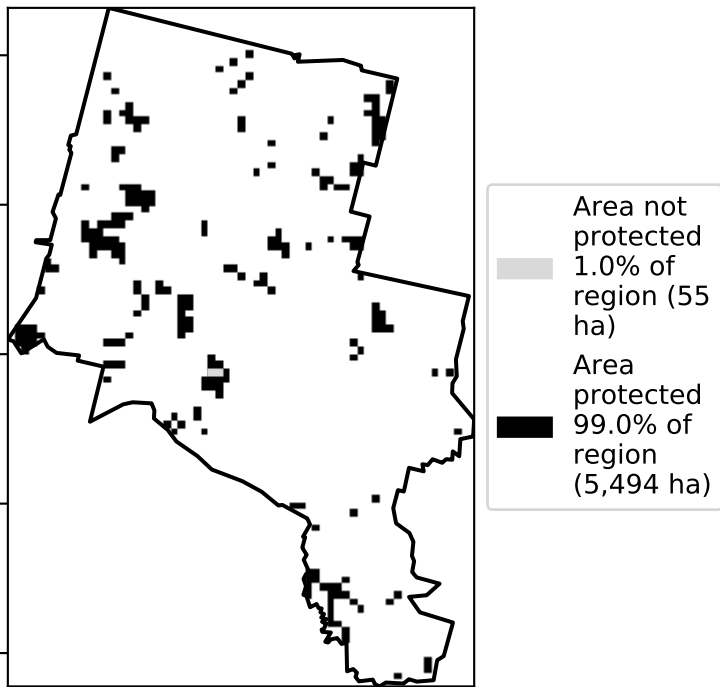 Area not
protected
1.0% of
region (55
ha)
Area
protected
99.0% of
region
(5,494 ha)